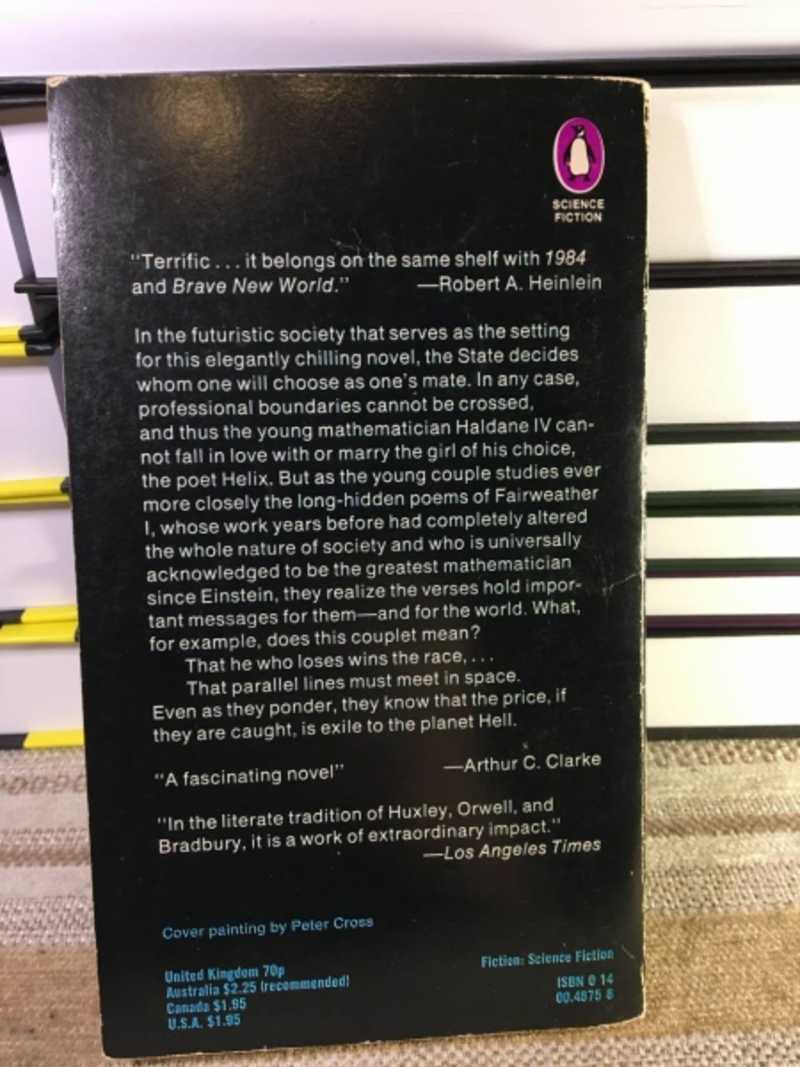 SCIENCE
FICTION
"Terrific ... it belongs on the same shelf with 1984
and Brave New World." —Robert A. Heinlein
In the futuristic society that serves as the setting
for this elegantly chilling novel, the State decides
whom one will choose as one's mate. In any case,
professional boundaries cannot be crossed,
and thus the young mathematician Haldane IV can-
not fall in love with or marry the girl of his choice,
the poet Helix. But as the young couple studies ever
more closely the long-hidden poems of Fairweather
I, whose work years before had completely altered
the whole nature of society and who is universally
acknowledged to be the greatest mathematician
since Einstein, they realize the verses hold impor-
tant messages for them—and for the world. What,
for example, does this couplet mean?
That he who loses wins the race,...
That parallel lines must meet in space.
Even as they ponder, they know that the price, if
they are caught, is exile to the planet Hell.
"A fascinating novel" —Arthur C. Clarke
"In the literate tradition of Huxley, Orwell, and
Bradbury, it is a work of extraordinary impact."
—Los Angeles Times
Cover painting by Peter Cross
United Kingdom 70p
Australia $2.25 (recommended)
Canada $1.95
U.S.A. $1.95
Fiction: Science Fiction
ISBN 0 14
00.4875 8